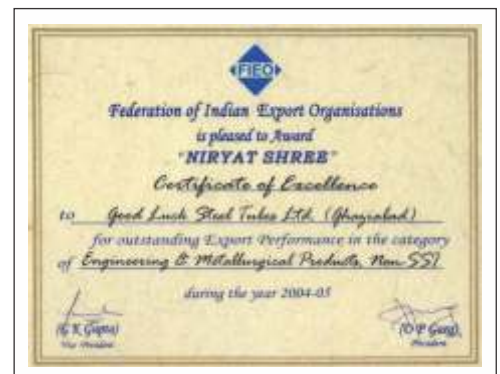 FIEO
Federation of Indian Export Organisations
is pleased to Award
"NIRYAT SHREE"
Certificate of Excellence
to Good Luck Steel Tubes Ltd. (Ghaziabad)
for outstanding Export Performance in the category
of Engineering & Metallurgical Products, Non SSI
during the year 2004-05
(G K Gupta) (O P Garg)
Vice President President